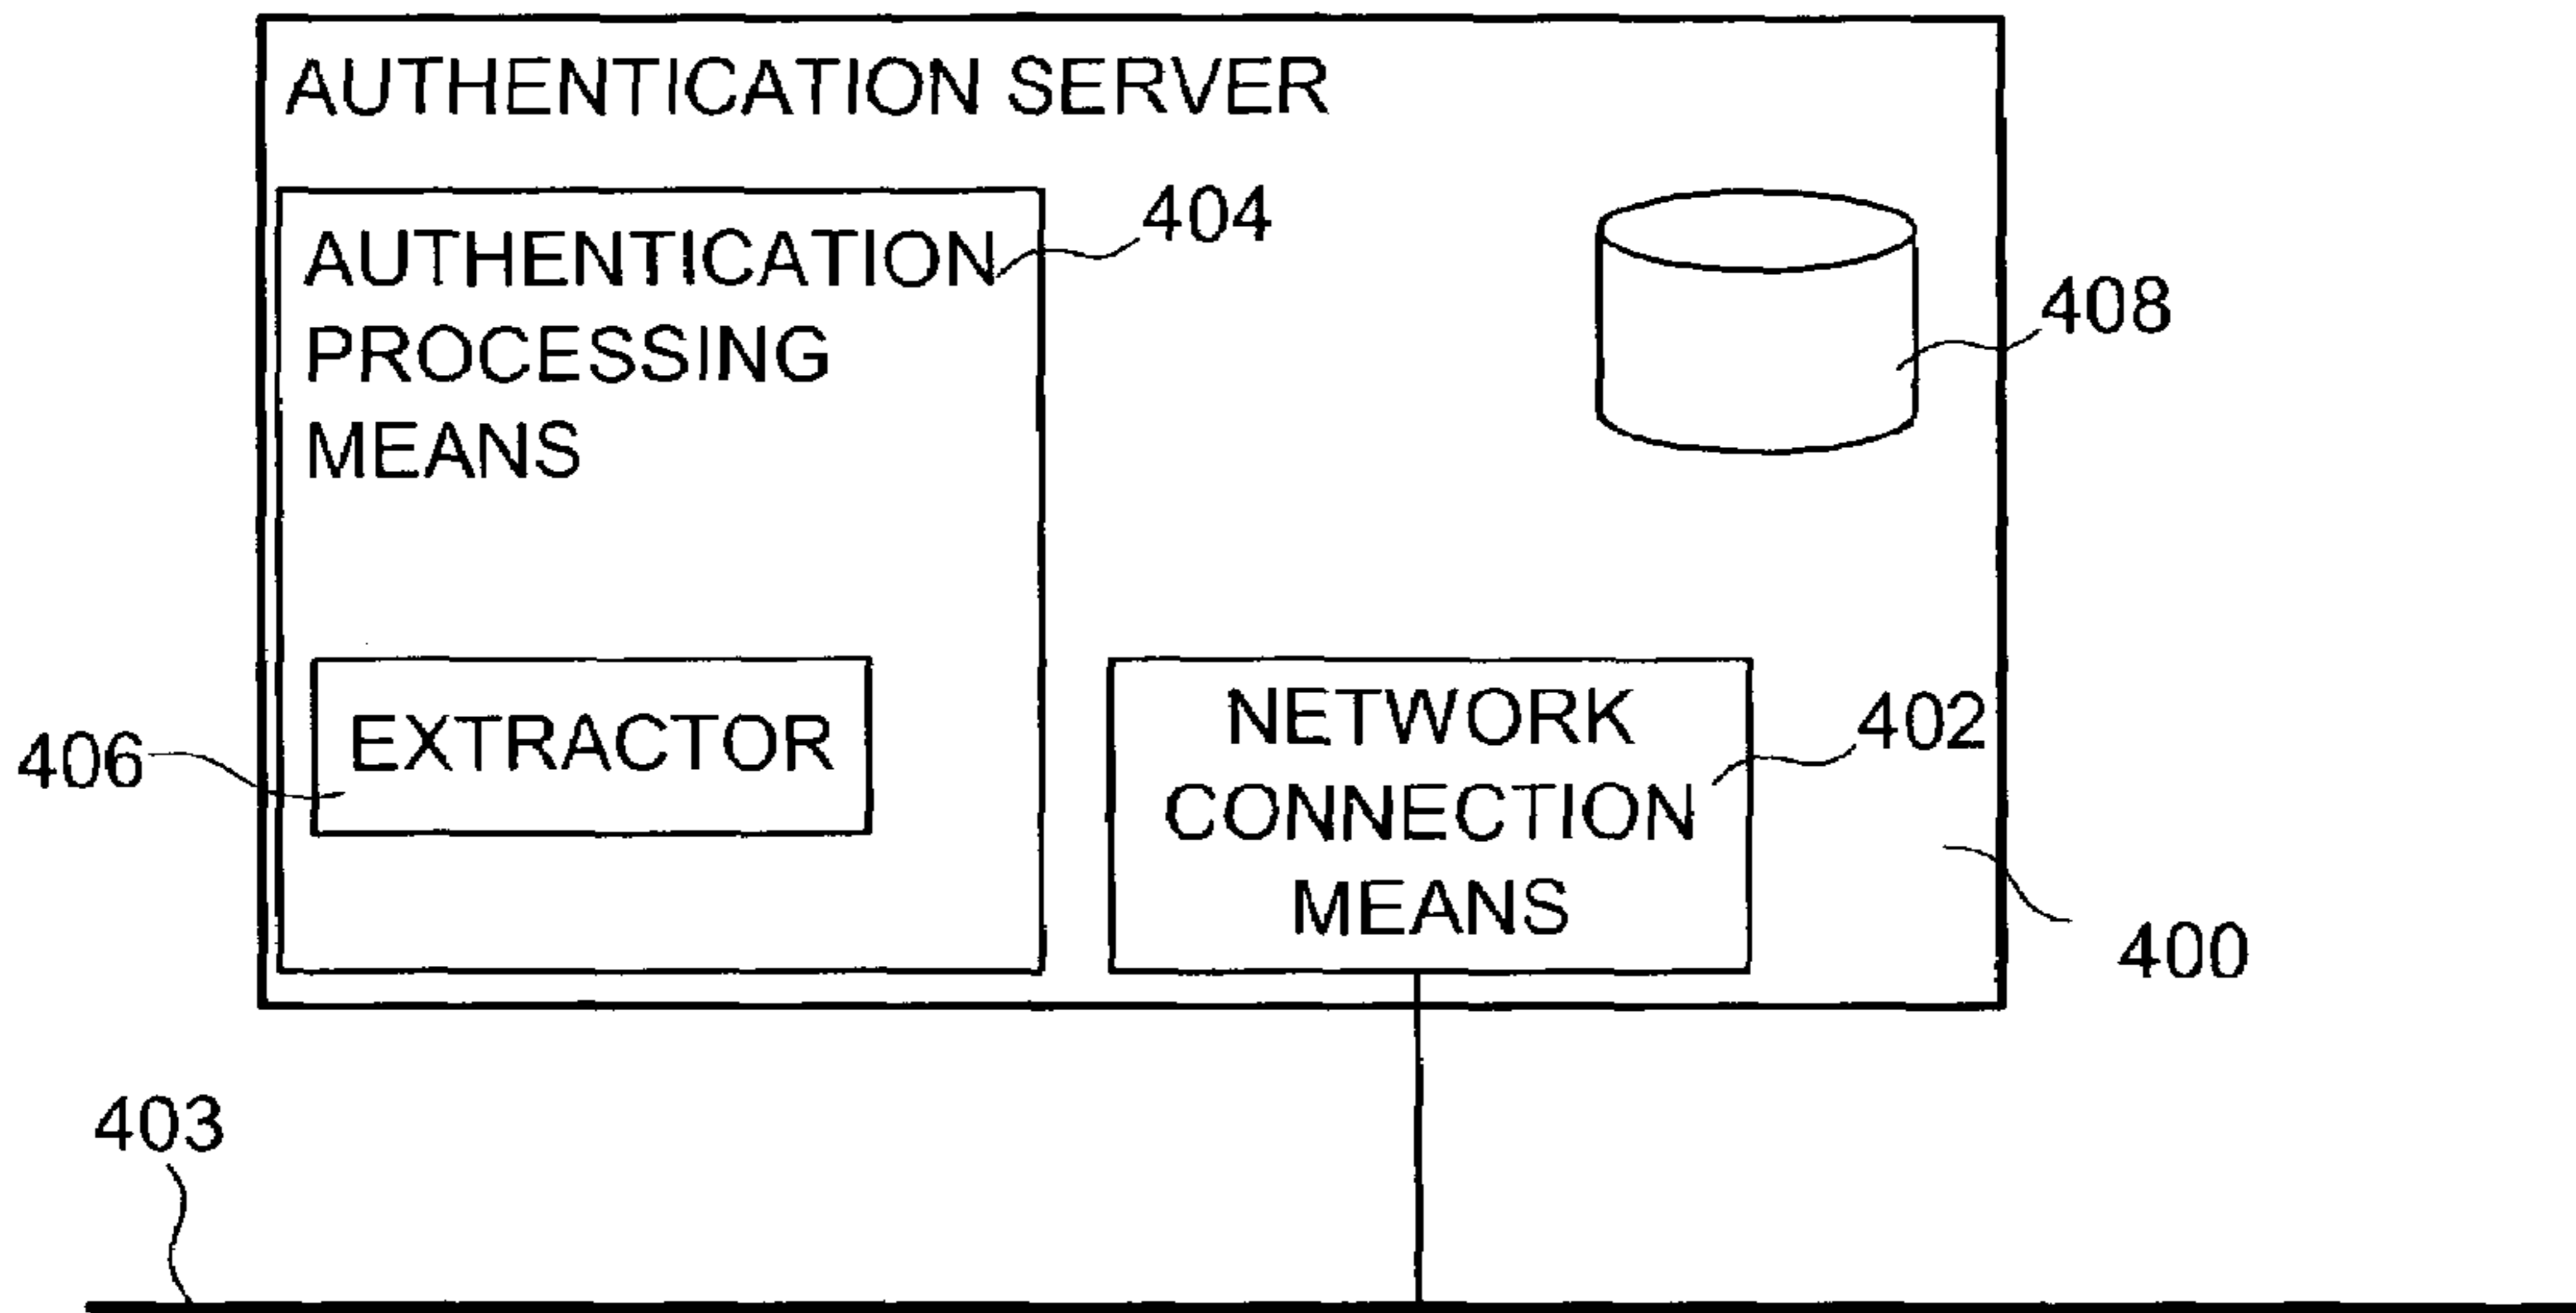 AUTHENTICATION SERVER
AUTHENTICATION
PROCESSING
MEANS
404
408
EXTRACTOR
406
NETWORK
CONNECTION
MEANS
402
400
403